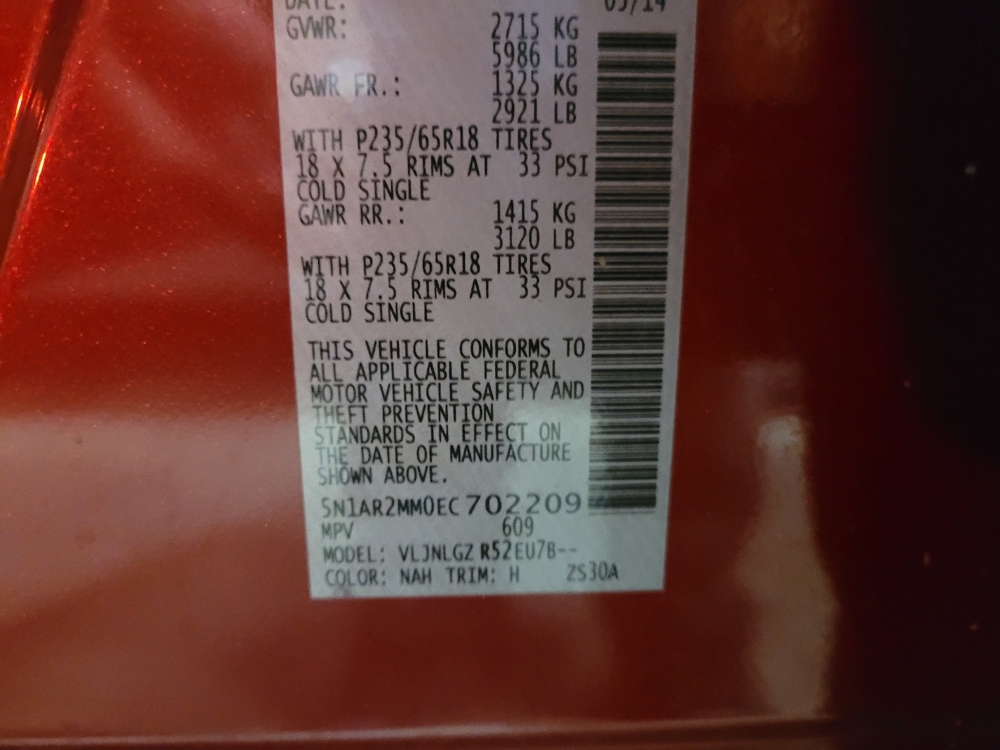 DATE: 05/14
GVWR: 2715 KG
5986 LB
GAWR FR.: 1325 KG
2921 LB
WITH P235/65R18 TIRES
18 X 7.5 RIMS AT 33 PSI
COLD SINGLE
GAWR RR.: 1415 KG
3120 LB
WITH P235/65R18 TIRES
18 X 7.5 RIMS AT 33 PSI
COLD SINGLE
THIS VEHICLE CONFORMS TO
ALL APPLICABLE FEDERAL
MOTOR VEHICLE SAFETY AND
THEFT PREVENTION
STANDARDS IN EFFECT ON
THE DATE OF MANUFACTURE
SHOWN ABOVE.
5N1AR2MM0EC702209
MPV 609
MODEL: VLJNLGZ R52EU7B--
COLOR: NAH TRIM: H ZS30A